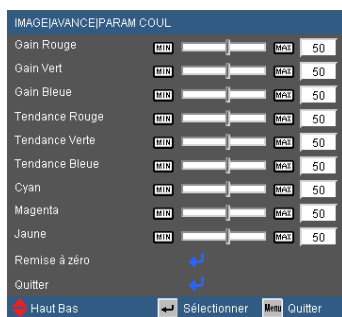 IMAGE|AVANCE|PARAM COUL
Gain Rouge MIN MAX 50
Gain Vert MIN MAX 50
Gain Bleue MIN MAX 50
Tendance Rouge MIN MAX 50
Tendance Verte MIN MAX 50
Tendance Bleue MIN MAX 50
Cyan MIN MAX 50
Magenta MIN MAX 50
Jaune MIN MAX 50
Remise à zéro
Quitter
Haut Bas Sélectionner Menu Quitter